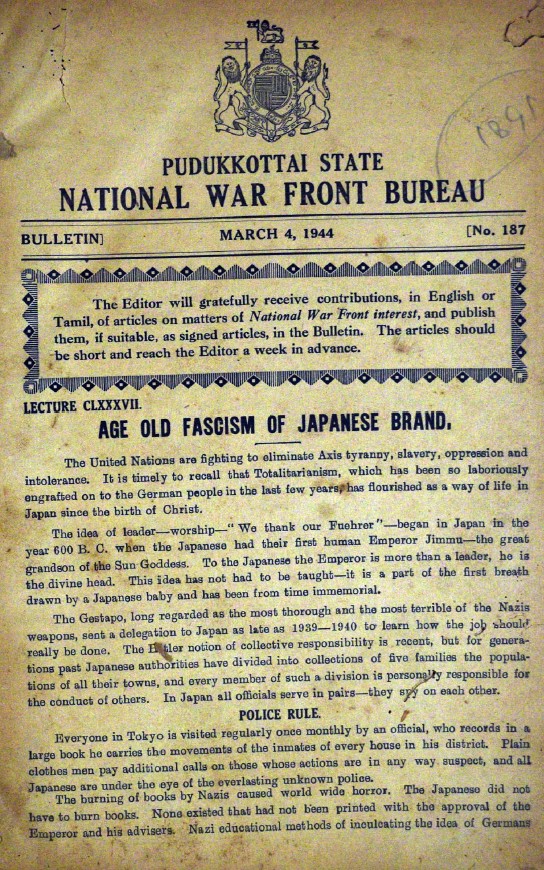 1891
PUDUKKOTTAI STATE
NATIONAL WAR FRONT BUREAU
BULLETIN] MARCH 4, 1944 [No. 187
The Editor will gratefully receive contributions, in English or
Tamil, of articles on matters of National War Front interest, and publish
them, if suitable, as signed articles, in the Bulletin. The articles should
be short and reach the Editor a week in advance.
LECTURE CLXXXVII.
AGE OLD FASCISM OF JAPANESE BRAND.
The United Nations are fighting to eliminate Axis tyranny, slavery, oppression and
intolerance. It is timely to recall that Totalitarianism, which has been so laboriously
engrafted on to the German people in the last few years, has flourished as a way of life in
Japan since the birth of Christ.
The idea of leader—worship—"We thank our Fuehrer"—began in Japan in the
year 600 B. C. when the Japanese had their first human Emperor Jimmu—the great
grandson of the Sun Goddess. To the Japanese the Emperor is more than a leader, he is
the divine head. This idea has not had to be taught—it is a part of the first breath
drawn by a Japanese baby and has been from time immemorial.
The Gestapo, long regarded as the most thorough and the most terrible of the Nazis
weapons, sent a delegation to Japan as late as 1939—1940 to learn how the job should
really be done. The Hitler notion of collective responsibility is recent, but for genera-
tions past Japanese authorities have divided into collections of five families the popula-
tions of all their towns, and every member of such a division is personally responsible for
the conduct of others. In Japan all officials serve in pairs—they spy on each other.
POLICE RULE.
Everyone in Tokyo is visited regularly once monthly by an official, who records in a
large book he carries the movements of the inmates of every house in his district. Plain
clothes men pay additional calls on those whose actions are in any way suspect, and all
Japanese are under the eye of the everlasting unknown police.
The burning of books by Nazis caused world wide horror. The Japanese did not
have to burn books. None existed that had not been printed with the approval of the
Emperor and his advisers. Nazi educational methods of inculcating the idea of Germans